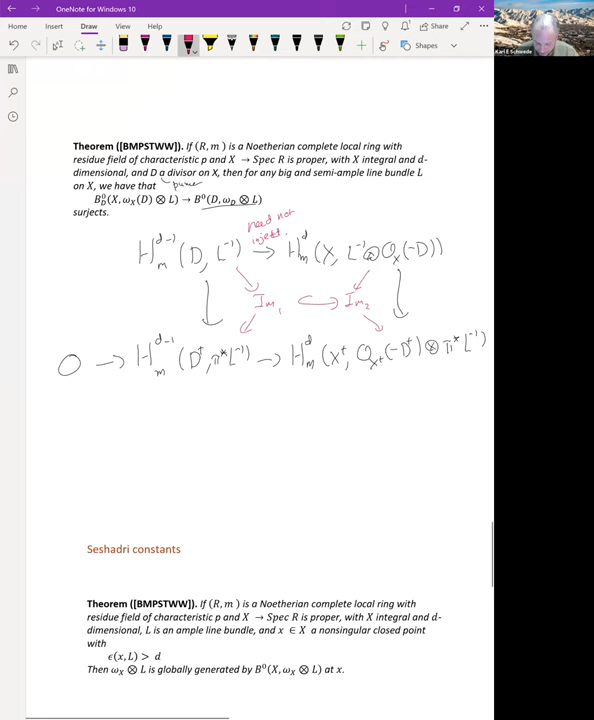 OneNote for Windows 10
Share
Home Insert Draw View Help
Shapes
Karl E Schwede
Theorem ([BMPSTWW]). If (R, m) is a Noetherian complete local ring with
residue field of characteristic p and X → Spec R is proper, with X integral and d-
dimensional, and D a divisor on X, then for any big and semi-ample line bundle L
on X, we have that
B⁰_D(X, ω_X(D) ⊗ L) → B⁰(D, ω_D ⊗ L)
surjects.
need not
inject.
H^{d-1}_m (D, L^{-1}) → H^d_m (X, L^{-1} ⊗ O_X(-D))
Im_1 ↪ Im_2
O → H^{d-1}_m (D^+, π*L^{-1}) → H^d_m (X^+, O_{X^+}(-D^+) ⊗ π* L^{-1})
Seshadri constants
Theorem ([BMPSTWW]). If (R, m) is a Noetherian complete local ring with
residue field of characteristic p and X → Spec R is proper, with X integral and d-
dimensional, L is an ample line bundle, and x ∈ X a nonsingular closed point
with
ϵ(x, L) > d
Then ω_X ⊗ L is globally generated by B⁰(X, ω_X ⊗ L) at x.